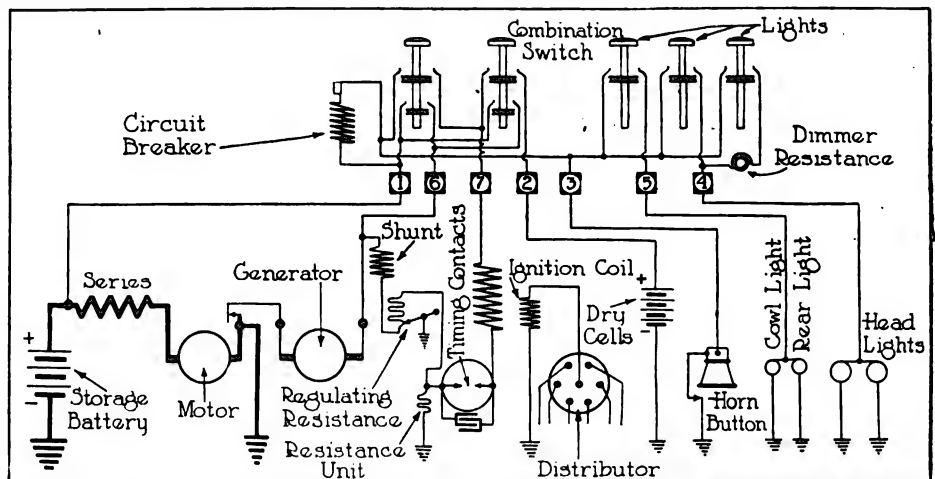 Combination
Switch
Lights
Circuit
Breaker
Dimmer
Resistance
1
6
7
2
3
5
4
Shunt
Series
Generator
Timing Contacts
Ignition Coil
+
Dry
Cells
-
Cowl Light
Rear Light
Head
Lights
+
-
Storage
Battery
Motor
Regulating
Resistance
Resistance
Unit
Distributor
Horn
Button